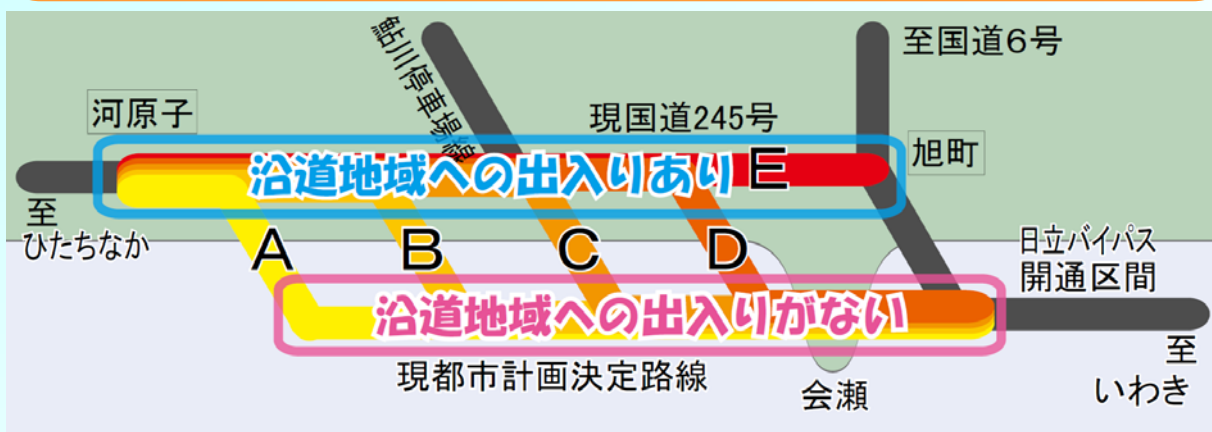 鮎川停車場線
至国道6号
河原子
現国道245号
旭町
沿道地域への出入りあり
E
至
ひたちなか
A
B
C
D
日立バイパス
開通区間
沿道地域への出入りがない
現都市計画決定路線
会瀬
至
いわき